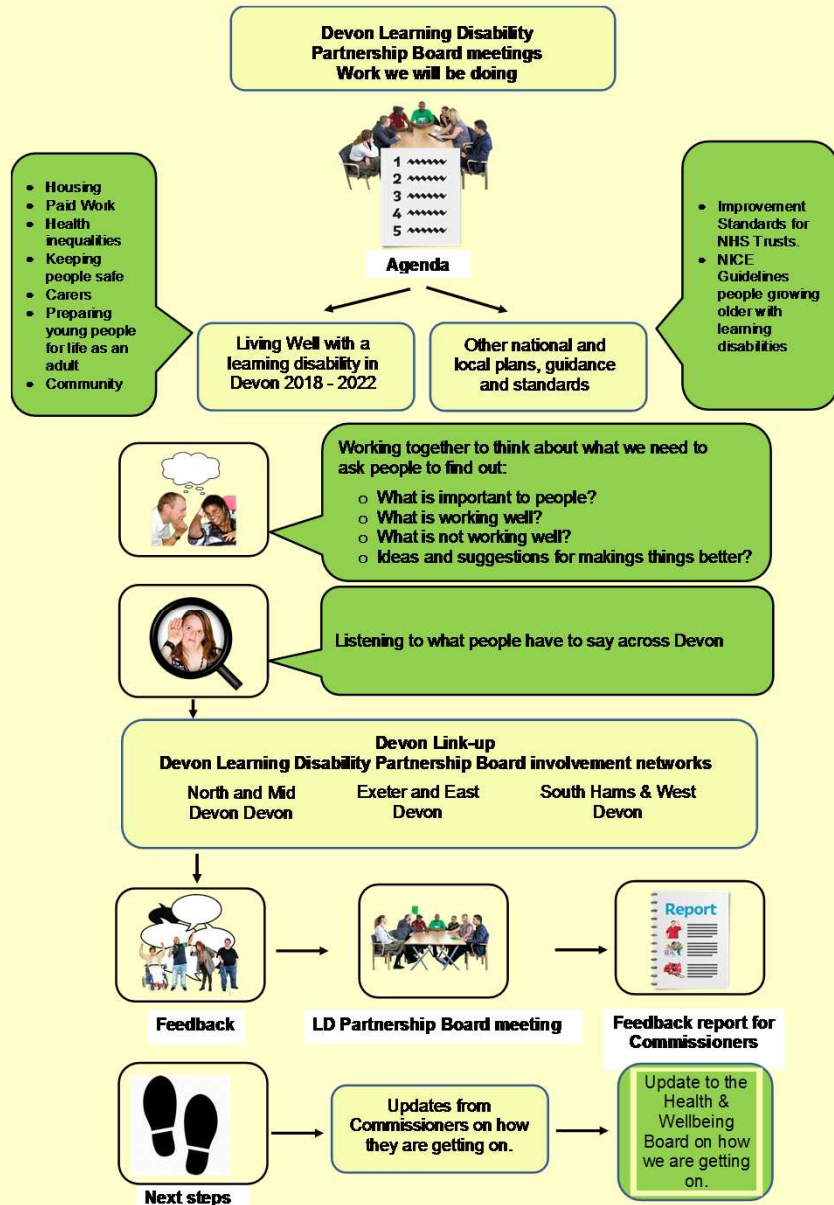 Devon Learning Disability
Partnership Board meetings
Work we will be doing
1
2
3
4
5
Agenda
• Housing
• Paid Work
• Health
inequalities
• Keeping
people safe
• Carers
• Preparing
young people
for life as an
adult
• Community
• Improvement
Standards for
NHS Trusts.
• NICE
Guidelines
people growing
older with
learning
disabilities
Living Well with a
learning disability in
Devon 2018 - 2022
Other national and
local plans, guidance
and standards
Working together to think about what we need to
ask people to find out:
o What is important to people?
o What is working well?
o What is not working well?
o Ideas and suggestions for makings things better?
Listening to what people have to say across Devon
Devon Link-up
Devon Learning Disability Partnership Board involvement networks
North and Mid
Devon Devon
Exeter and East
Devon
South Hams & West
Devon
Report
Feedback
LD Partnership Board meeting
Feedback report for
Commissioners
Updates from
Commissioners on how
they are getting on.
Update to the
Health &
Wellbeing
Board on how
we are getting
on.
Next steps